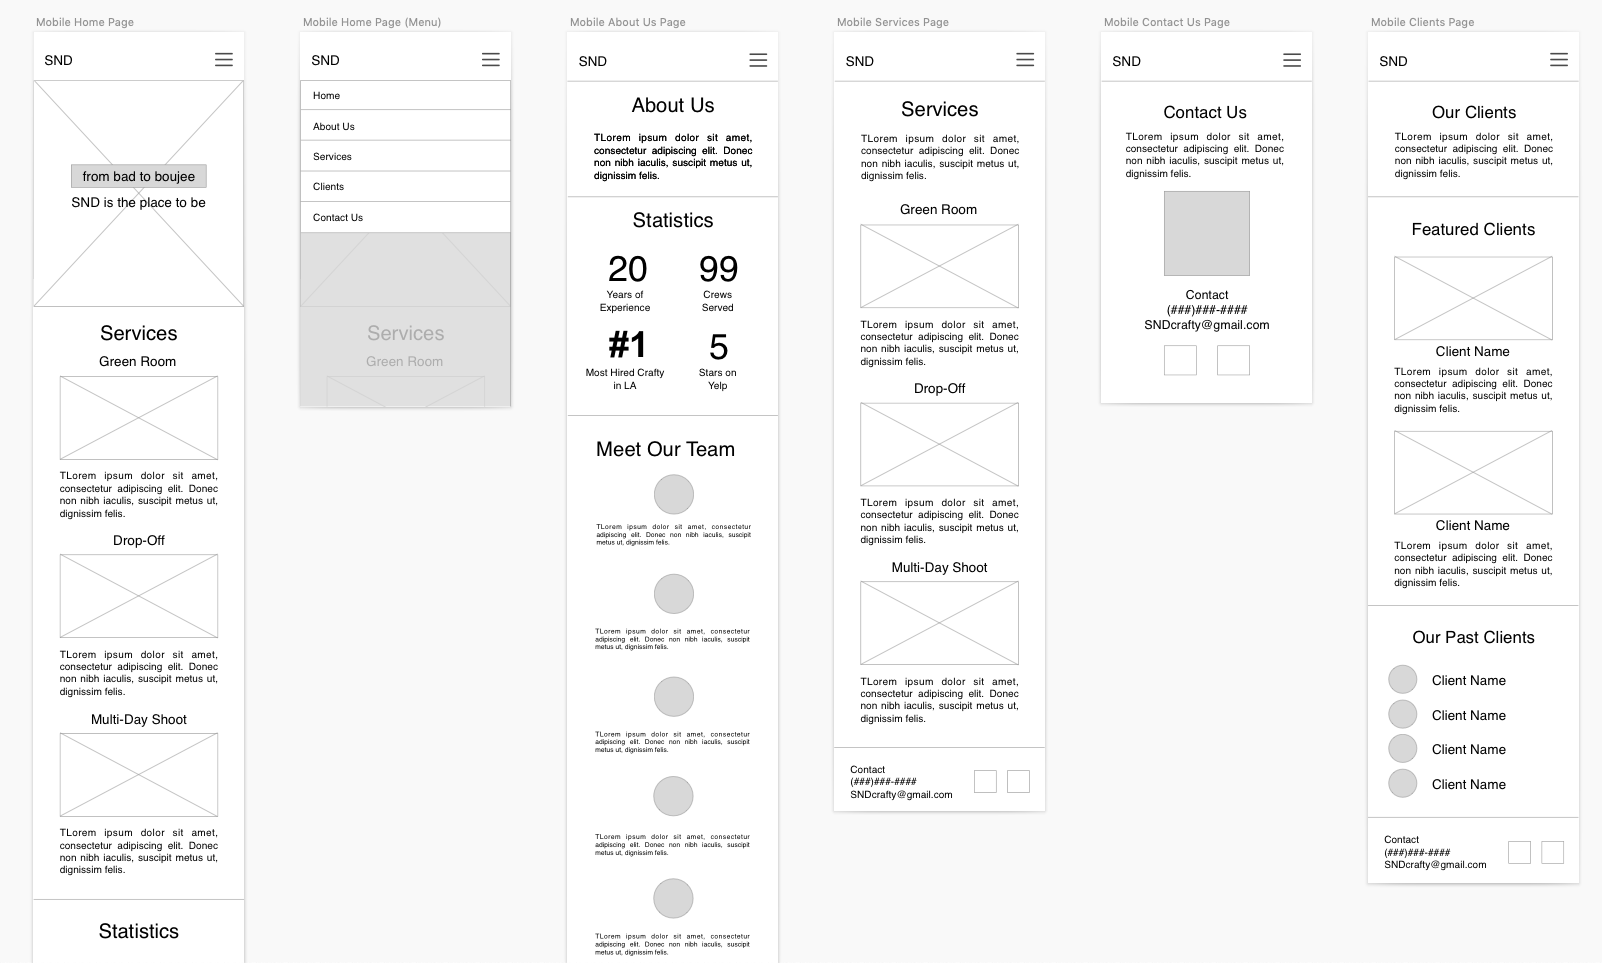 Mobile Home Page
SND
from bad to boujee
SND is the place to be
Services
Green Room
TLorem ipsum dolor sit amet,
consectetur adipiscing elit. Donec
non nibh iaculis, suscipit metus ut,
dignissim felis.
Drop-Off
TLorem ipsum dolor sit amet,
consectetur adipiscing elit. Donec
non nibh iaculis, suscipit metus ut,
dignissim felis.
Multi-Day Shoot
TLorem ipsum dolor sit amet,
consectetur adipiscing elit. Donec
non nibh iaculis, suscipit metus ut,
dignissim felis.
Statistics
Mobile Home Page (Menu)
SND
Home
About Us
Services
Clients
Contact Us
Services
Green Room
Mobile About Us Page
SND
About Us
TLorem ipsum dolor sit amet,
consectetur adipiscing elit. Donec
non nibh iaculis, suscipit metus ut,
dignissim felis.
Statistics
20 99
Years of Crews
Experience Served
#1 5
Most Hired Crafty Stars on
in LA Yelp
Meet Our Team
TLorem ipsum dolor sit amet, consectetur
adipiscing elit. Donec non nibh iaculis, suscipit
metus ut, dignissim felis.
TLorem ipsum dolor sit amet, consectetur
adipiscing elit. Donec non nibh iaculis, suscipit
metus ut, dignissim felis.
TLorem ipsum dolor sit amet, consectetur
adipiscing elit. Donec non nibh iaculis, suscipit
metus ut, dignissim felis.
TLorem ipsum dolor sit amet, consectetur
adipiscing elit. Donec non nibh iaculis, suscipit
metus ut, dignissim felis.
TLorem ipsum dolor sit amet, consectetur
adipiscing elit. Donec non nibh iaculis, suscipit
metus ut, dignissim felis.
Mobile Services Page
SND
Services
TLorem ipsum dolor sit amet,
consectetur adipiscing elit. Donec
non nibh iaculis, suscipit metus ut,
dignissim felis.
Green Room
TLorem ipsum dolor sit amet,
consectetur adipiscing elit. Donec
non nibh iaculis, suscipit metus ut,
dignissim felis.
Drop-Off
TLorem ipsum dolor sit amet,
consectetur adipiscing elit. Donec
non nibh iaculis, suscipit metus ut,
dignissim felis.
Multi-Day Shoot
TLorem ipsum dolor sit amet,
consectetur adipiscing elit. Donec
non nibh iaculis, suscipit metus ut,
dignissim felis.
Contact
(###)###-####
SNDcrafty@gmail.com
Mobile Contact Us Page
SND
Contact Us
TLorem ipsum dolor sit amet,
consectetur adipiscing elit. Donec
non nibh iaculis, suscipit metus ut,
dignissim felis.
Contact
(###)###-####
SNDcrafty@gmail.com
Mobile Clients Page
SND
Our Clients
TLorem ipsum dolor sit amet,
consectetur adipiscing elit. Donec
non nibh iaculis, suscipit metus ut,
dignissim felis.
Featured Clients
Client Name
TLorem ipsum dolor sit amet,
consectetur adipiscing elit. Donec
non nibh iaculis, suscipit metus ut,
dignissim felis.
Client Name
TLorem ipsum dolor sit amet,
consectetur adipiscing elit. Donec
non nibh iaculis, suscipit metus ut,
dignissim felis.
Our Past Clients
Client Name
Client Name
Client Name
Client Name
Contact
(###)###-####
SNDcrafty@gmail.com